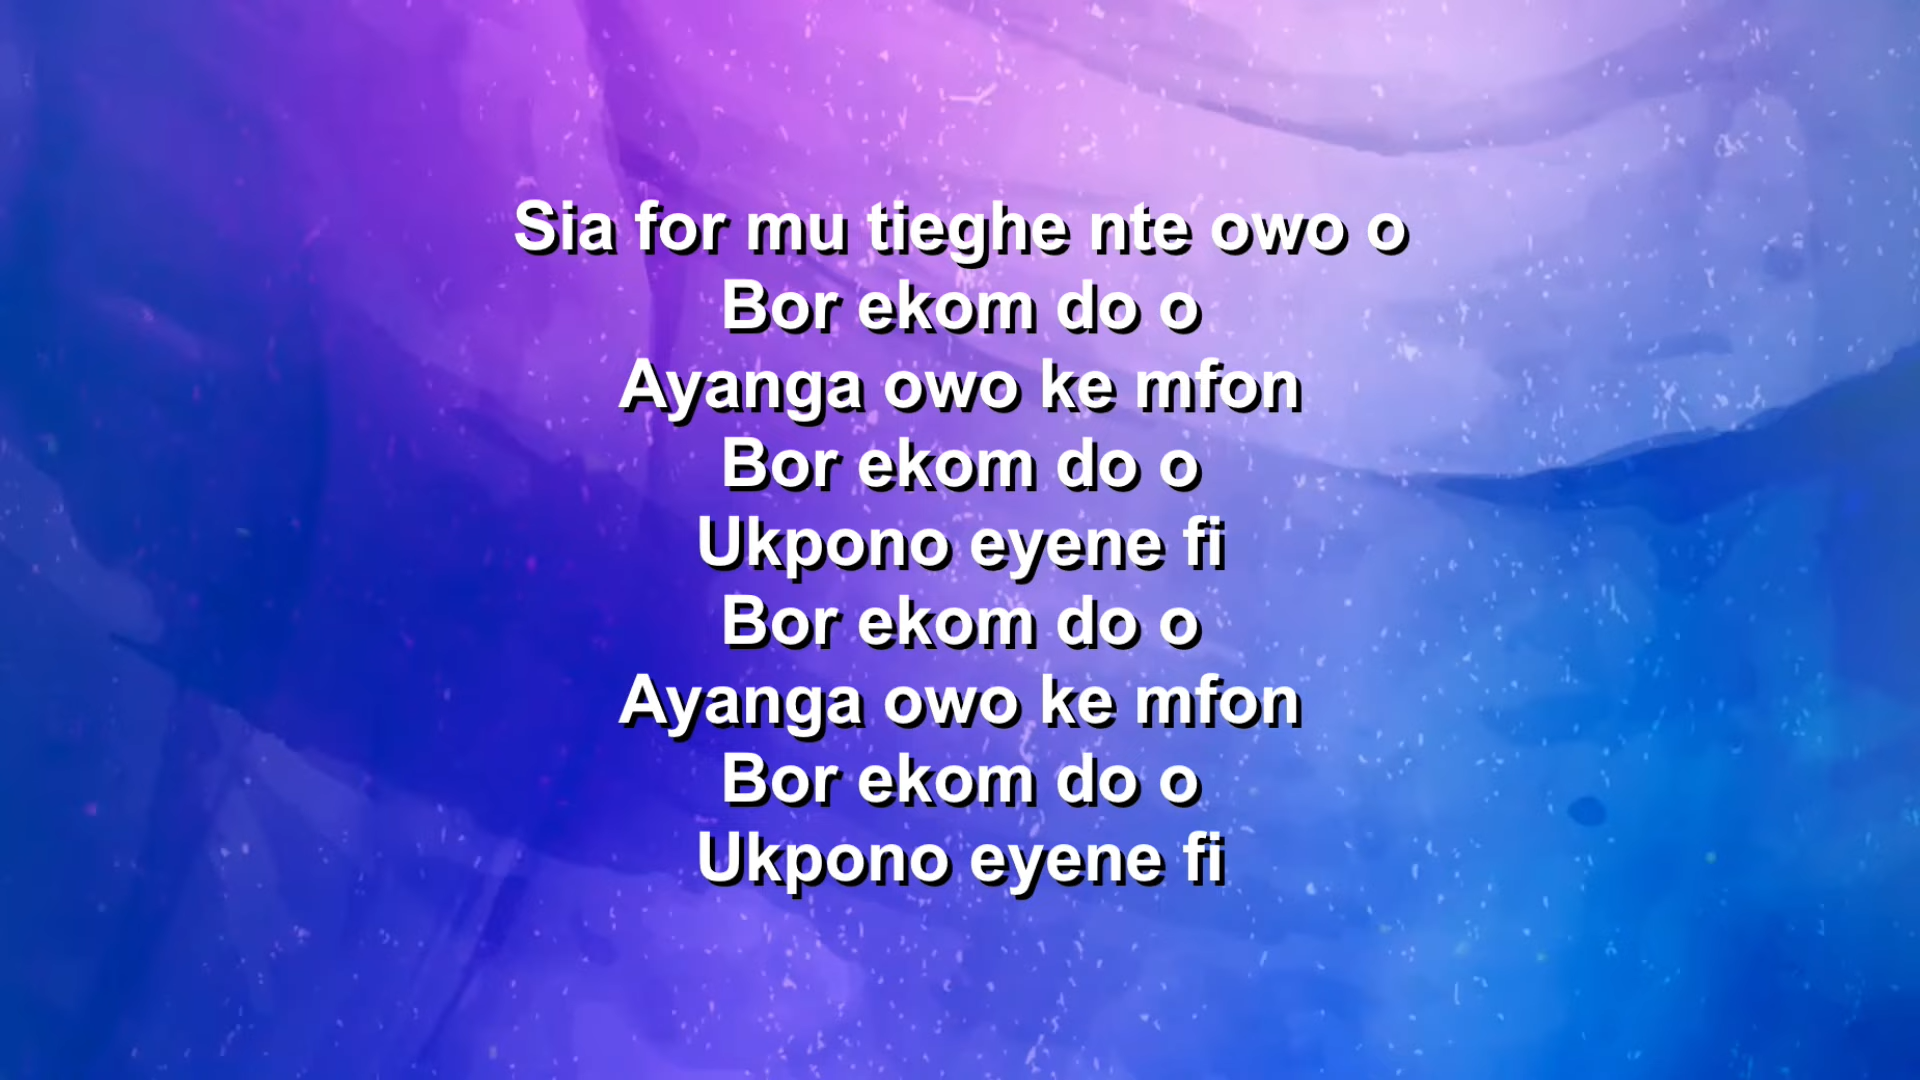 Sia for mu tieghe nte owo o
Bor ekom do o
Ayanga owo ke mfon
Bor ekom do o
Ukpono eyene fi
Bor ekom do o
Ayanga owo ke mfon
Bor ekom do o
Ukpono eyene fi